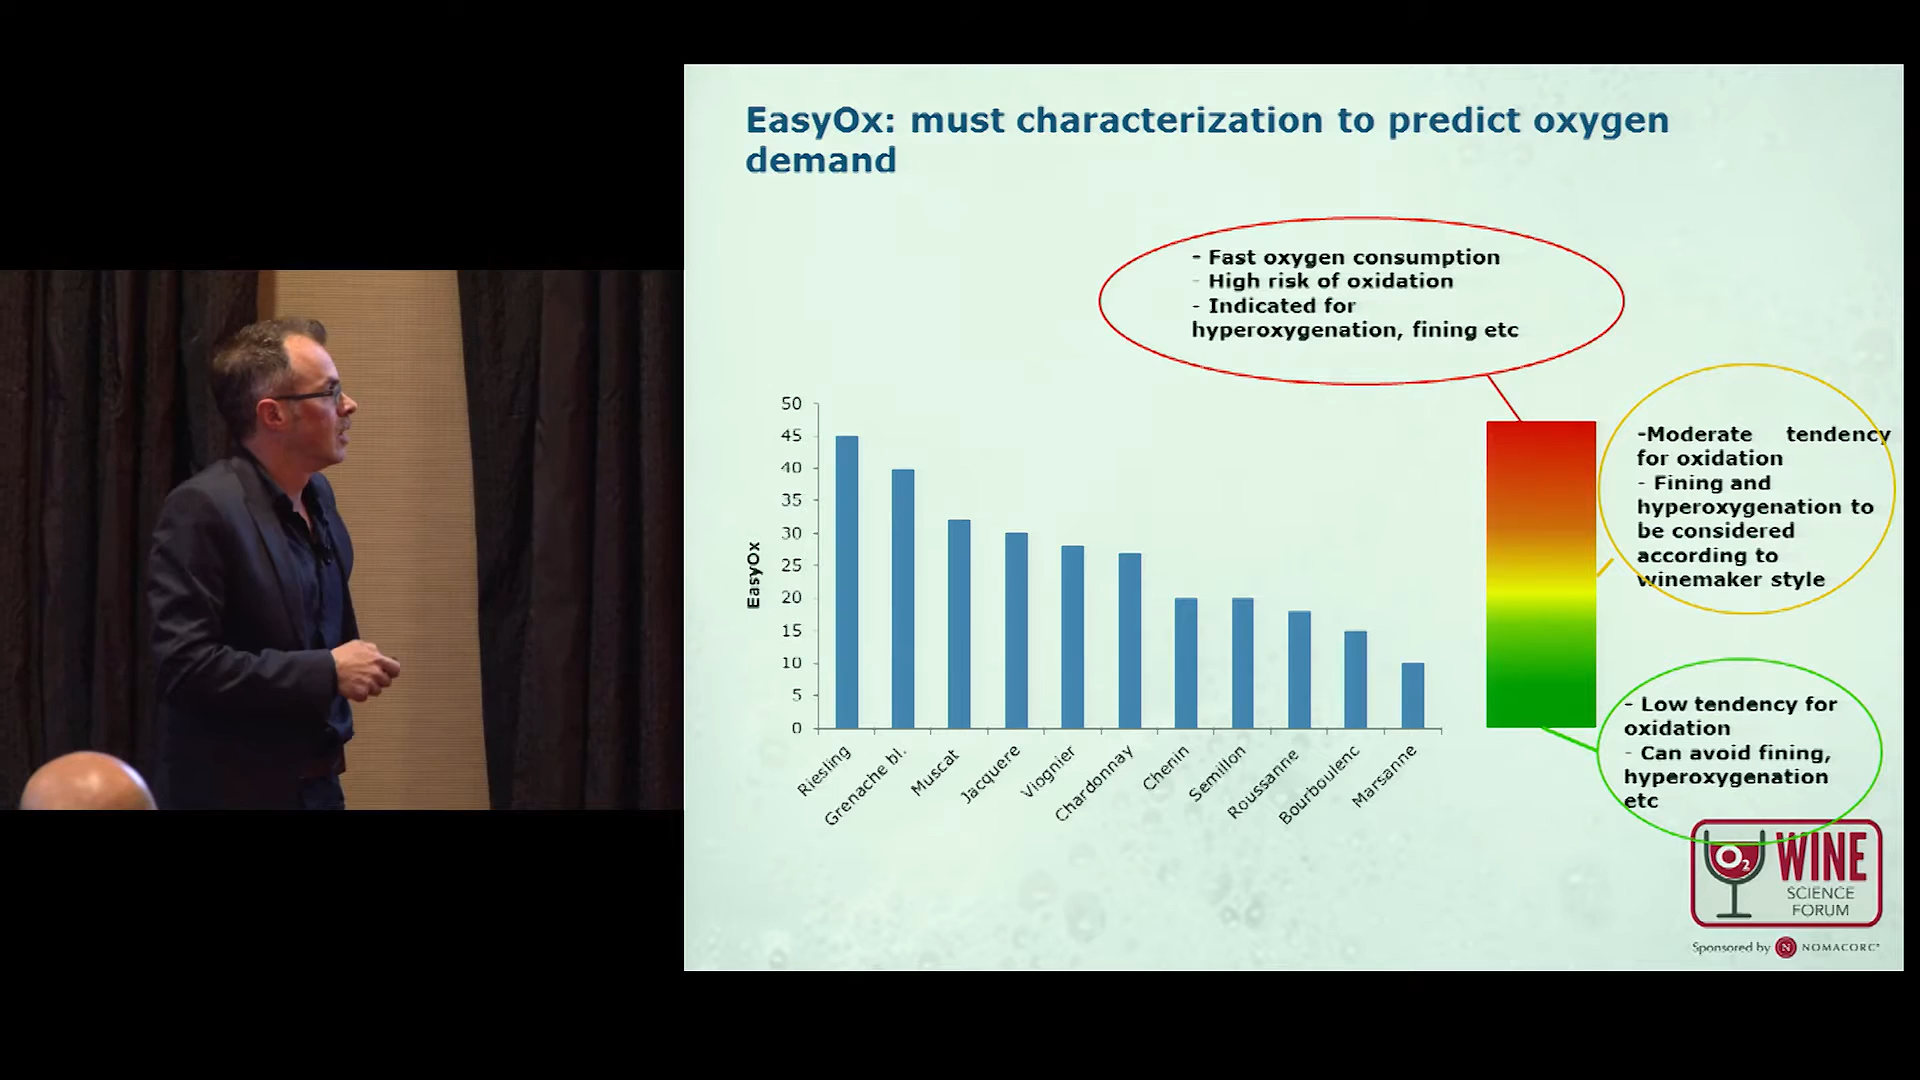 EasyOx: must characterization to predict oxygen
demand
- Fast oxygen consumption
- High risk of oxidation
- Indicated for
hyperoxygenation, fining etc
-Moderate tendency
for oxidation
- Fining and
hyperoxygenation to
be considered
according to
winemaker style
- Low tendency for
oxidation
- Can avoid fining,
hyperoxygenation
etc
EasyOx
50
45
40
35
30
25
20
15
10
5
0
Riesling
Grenache bl.
Muscat
Jacquere
Viognier
Chardonnay
Chenin
Semillon
Roussanne
Bourboulenc
Marsanne
O2
WINE
SCIENCE
FORUM
Sponsored by N NOMACORC